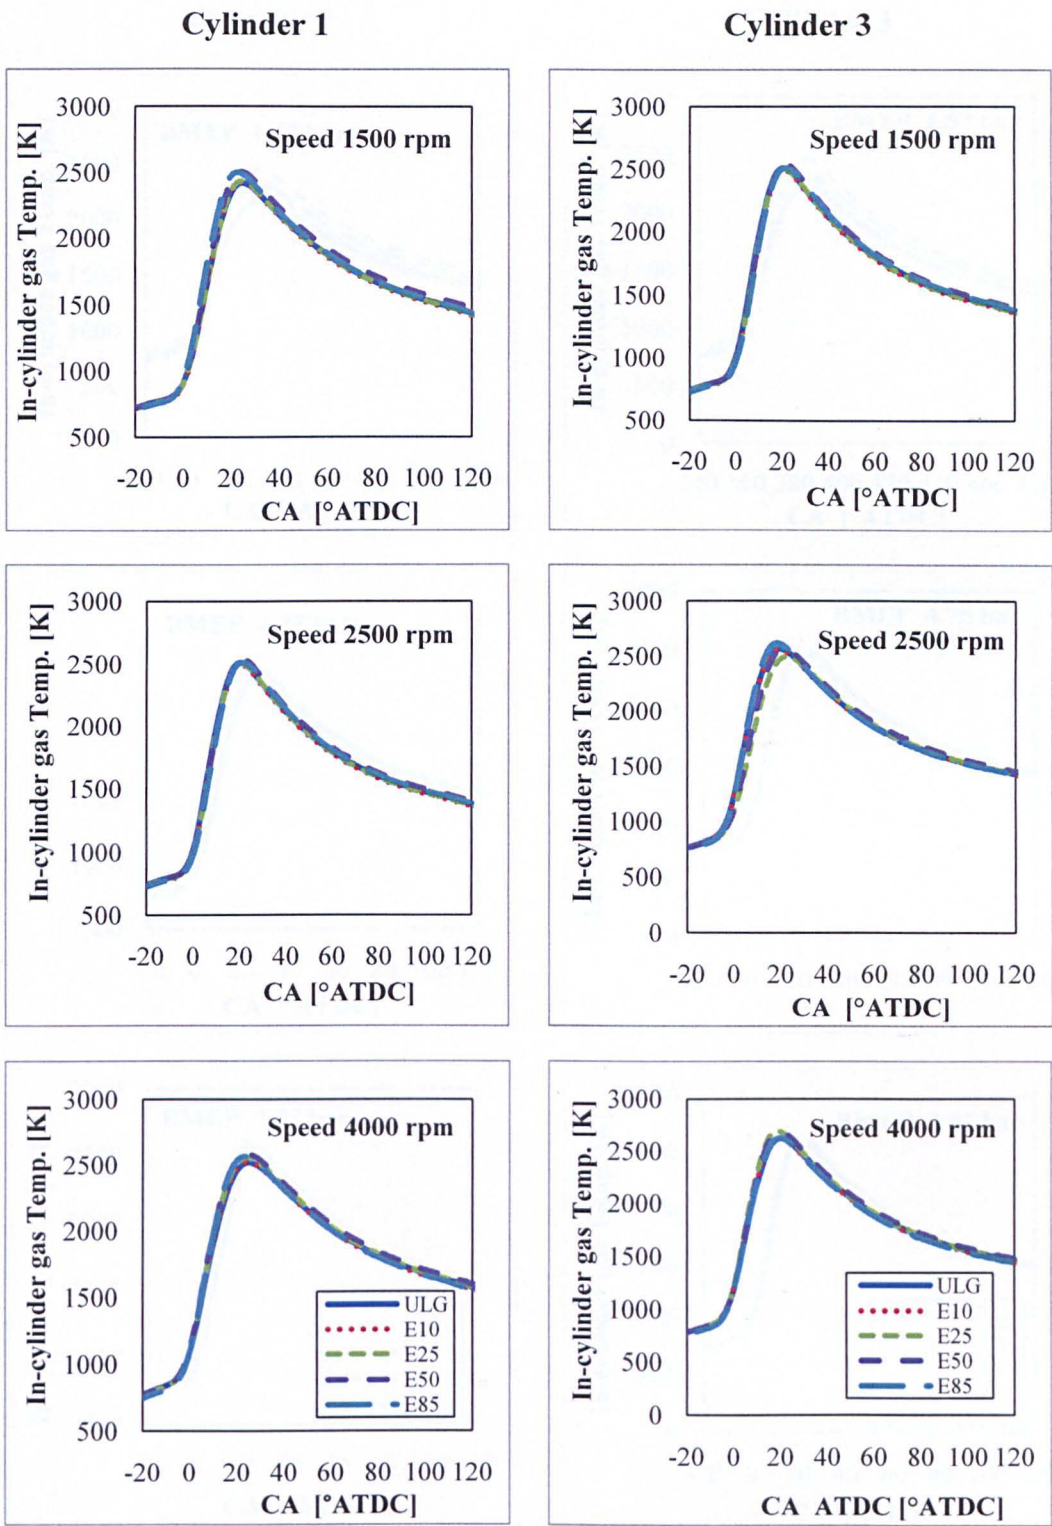 Cylinder 1
Cylinder 3
In-cylinder gas Temp. [K]
3000
2500
2000
1500
1000
500
Speed 1500 rpm
-20 0 20 40 60 80 100 120
CA [°ATDC]
In-cylinder gas Temp. [K]
3000
2500
2000
1500
1000
500
Speed 1500 rpm
-20 0 20 40 60 80 100 120
CA [°ATDC]
In-cylinder gas Temp. [K]
3000
2500
2000
1500
1000
500
Speed 2500 rpm
-20 0 20 40 60 80 100 120
CA [°ATDC]
In-cylinder gas Temp. [K]
3000
2500
2000
1500
1000
500
0
Speed 2500 rpm
-20 0 20 40 60 80 100 120
CA [°ATDC]
In-cylinder gas Temp. [K]
3000
2500
2000
1500
1000
500
Speed 4000 rpm
ULG
E10
E25
E50
E85
-20 0 20 40 60 80 100 120
CA [°ATDC]
In-cylinder gas Temp. [K]
3000
2500
2000
1500
1000
500
0
Speed 4000 rpm
ULG
E10
E25
E50
E85
-20 0 20 40 60 80 100 120
CA ATDC [°ATDC]